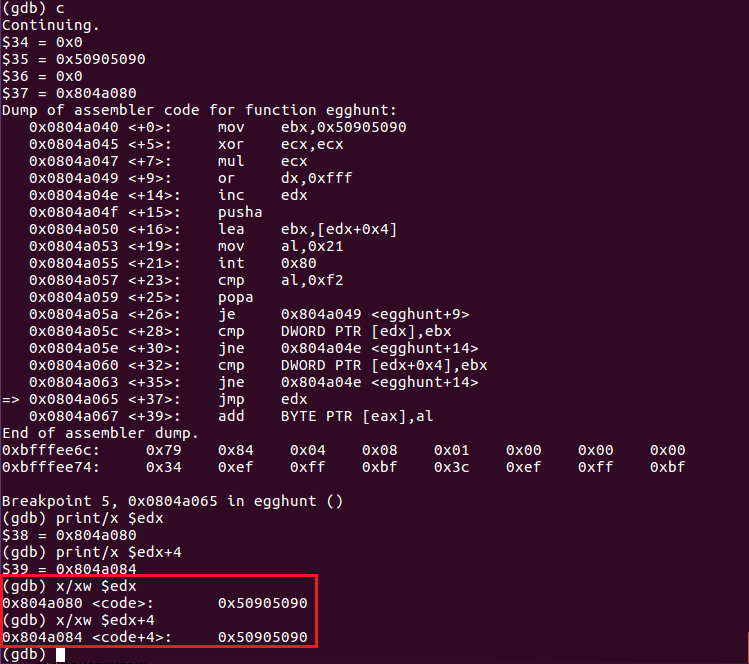 (gdb) c
Continuing.
$34 = 0x0
$35 = 0x50905090
$36 = 0x0
$37 = 0x804a080
Dump of assembler code for function egghunt:
   0x0804a040 <+0>:     mov    ebx,0x50905090
   0x0804a045 <+5>:     xor    ecx,ecx
   0x0804a047 <+7>:     mul    ecx
   0x0804a049 <+9>:     or     dx,0xfff
   0x0804a04e <+14>:    inc    edx
   0x0804a04f <+15>:    pusha
   0x0804a050 <+16>:    lea    ebx,[edx+0x4]
   0x0804a053 <+19>:    mov    al,0x21
   0x0804a055 <+21>:    int    0x80
   0x0804a057 <+23>:    cmp    al,0xf2
   0x0804a059 <+25>:    popa
   0x0804a05a <+26>:    je     0x804a049 <egghunt+9>
   0x0804a05c <+28>:    cmp    DWORD PTR [edx],ebx
   0x0804a05e <+30>:    jne    0x804a04e <egghunt+14>
   0x0804a060 <+32>:    cmp    DWORD PTR [edx+0x4],ebx
   0x0804a063 <+35>:    jne    0x804a04e <egghunt+14>
=> 0x0804a065 <+37>:    jmp    edx
   0x0804a067 <+39>:    add    BYTE PTR [eax],al
End of assembler dump.
0xbfffee6c:     0x79    0x84    0x04    0x08    0x01    0x00    0x00    0x00
0xbfffee74:     0x34    0xef    0xff    0xbf    0x3c    0xef    0xff    0xbf
Breakpoint 5, 0x0804a065 in egghunt ()
(gdb) print/x $edx
$38 = 0x804a080
(gdb) print/x $edx+4
$39 = 0x804a084
(gdb) x/xw $edx
0x804a080 <code>:       0x50905090
(gdb) x/xw $edx+4
0x804a084 <code+4>:     0x50905090
(gdb)